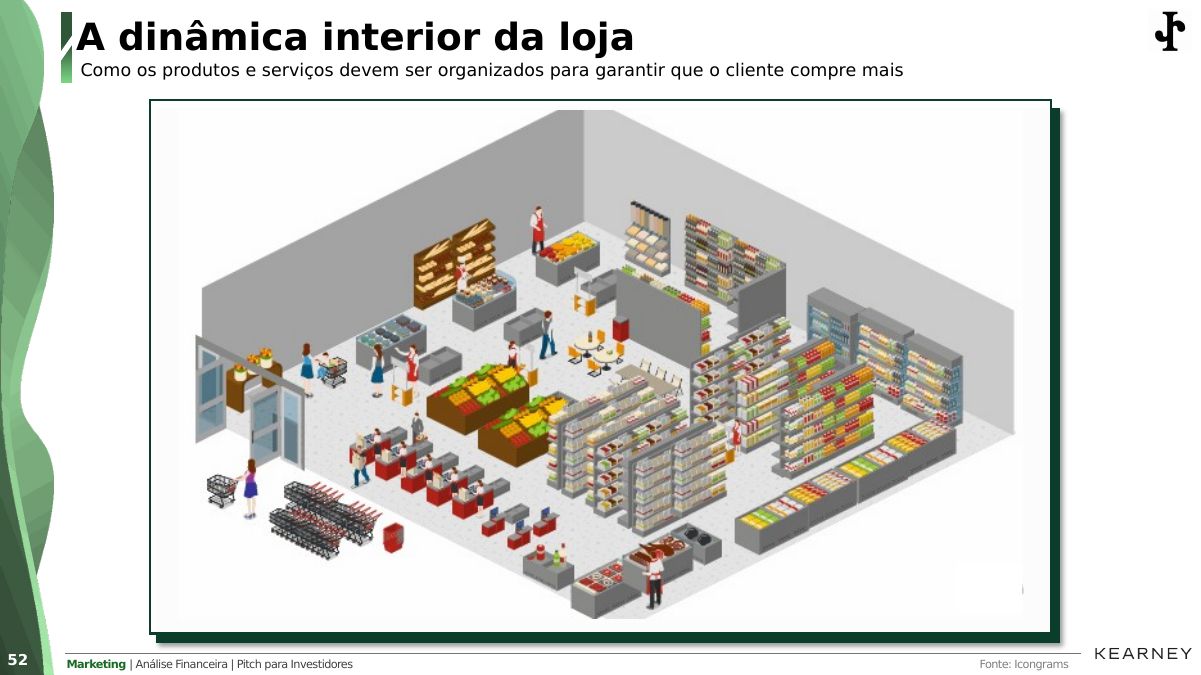 A dinâmica interior da loja
Como os produtos e serviços devem ser organizados para garantir que o cliente compre mais
52
Marketing | Análise Financeira | Pitch para Investidores
Fonte: Icongrams
KEARNEY